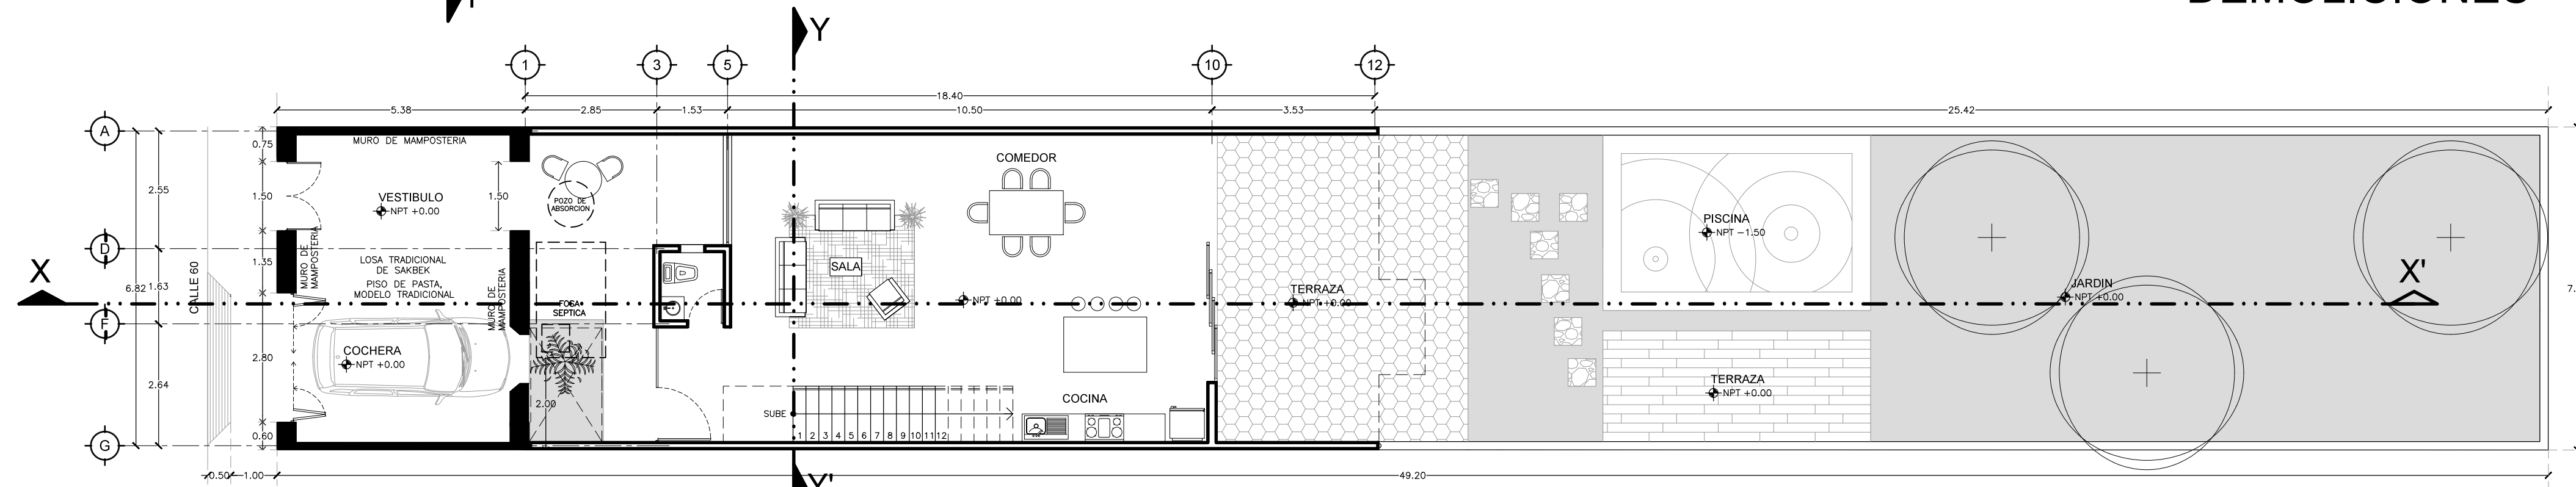 DEMOLICIONES
Y
1
3
5
10
12
18.40
5.38
2.85
1.53
10.50
3.53
25.42
A
D
F
G
0.75
1.50
1.35
2.80
0.60
2.55
1.63
2.64
6.82
7.
MURO DE MAMPOSTERIA
VESTIBULO
NPT +0.00
1.50
POZO DE
ABSORCION
COMEDOR
SALA
MURO DE
MAMPOSTERIA
LOSA TRADICIONAL
DE SAKBEK
PISO DE PASTA,
MODELO TRADICIONAL
MURO DE
MAMPOSTERIA
CALLE 60
X
FOSA
SEPTICA
NPT +0.00
TERRAZA
NPT +0.00
PISCINA
NPT -1.50
JARDIN
NPT +0.00
X'
COCHERA
NPT +0.00
2.00
SUBE
1 2 3 4 5 6 7 8 9 10 11 12
COCINA
TERRAZA
NPT +0.00
0.50
1.00
49.20
Y'